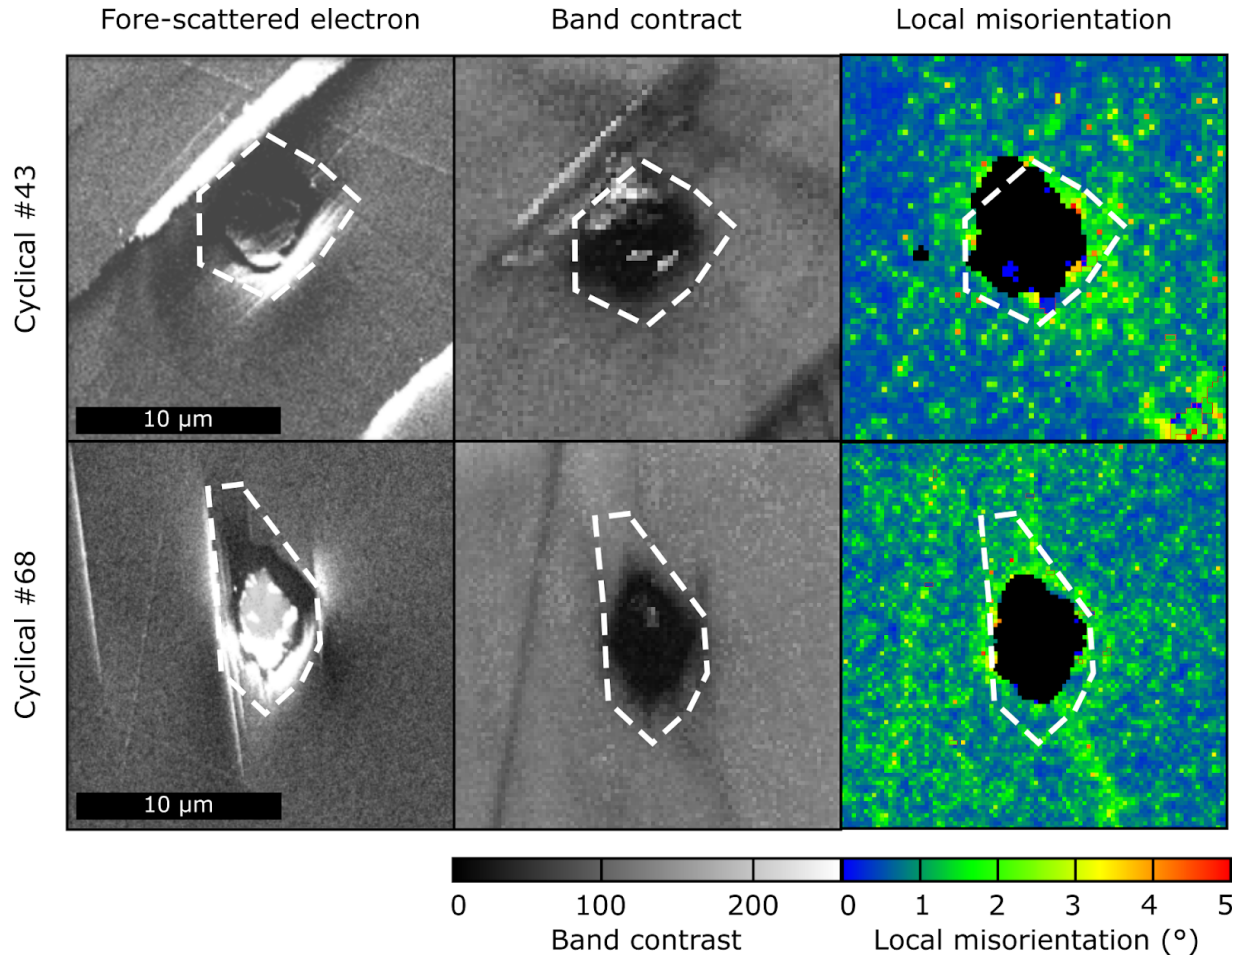 Fore-scattered electron
Band contract
Local misorientation
Cyclical #43
10 µm
Cyclical #68
10 µm
0 100 200 0 1 2 3 4 5
Band contrast
Local misorientation (°)